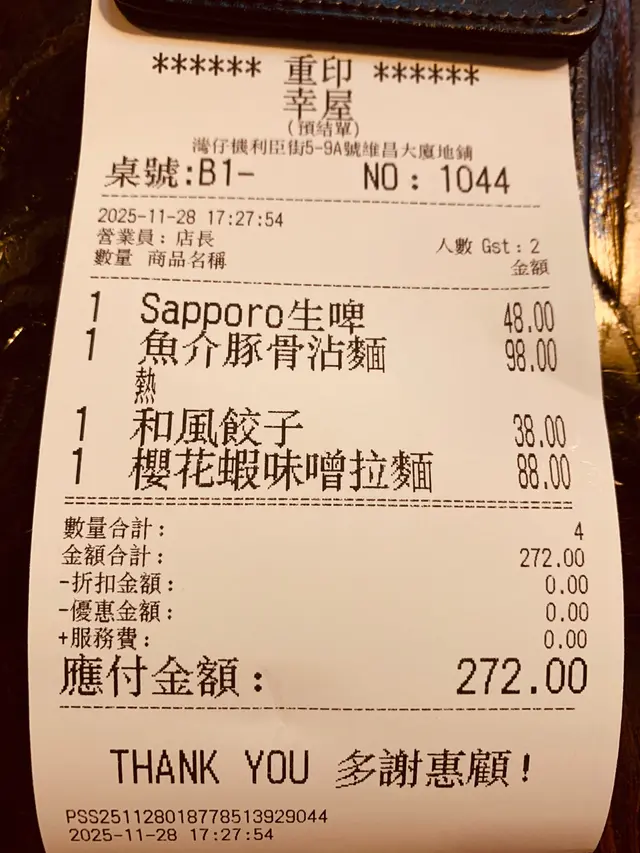 ****** 重印 ******
幸屋
(預結單)
灣仔機利臣街5-9A號維昌大廈地鋪
桌號:B1- NO: 1044
2025-11-28 17:27:54
營業員: 店長 人數 Gst: 2
數量 商品名稱 金額
1 Sapporo生啤 48.00
1 魚介豚骨沾麵 98.00
熱
1 和風餃子 38.00
1 櫻花蝦味噌拉麵 88.00
數量合計: 4
金額合計: 272.00
-折扣金額: 0.00
-優惠金額: 0.00
+服務費: 0.00
應付金額: 272.00
THANK YOU 多謝惠顧!
PSS251128018778513929044
2025-11-28 17:27:54